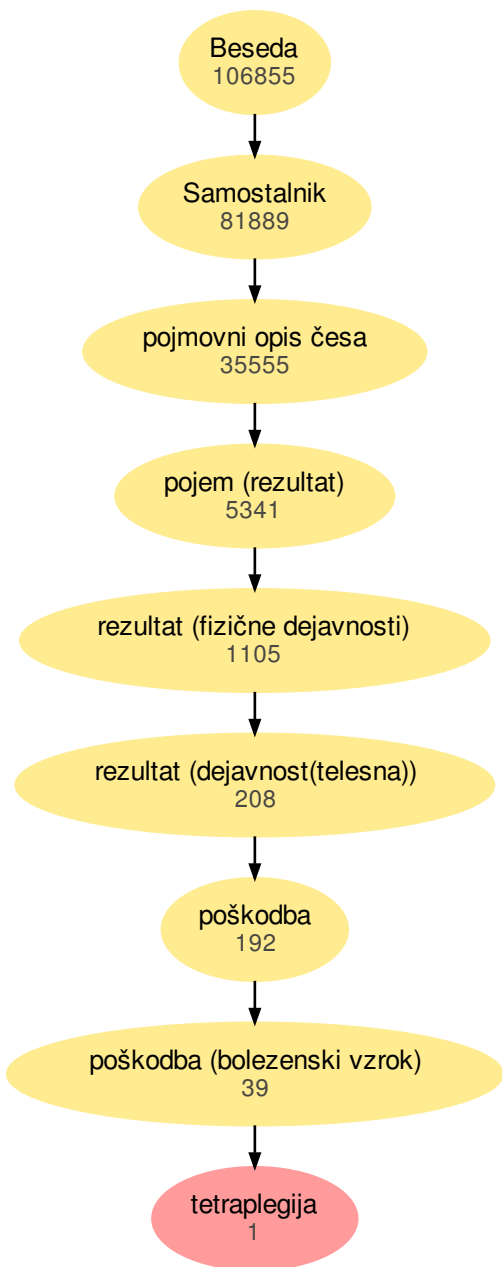 Beseda
106855
Samostalnik
81889
pojmovni opis česa
35555
pojem (rezultat)
5341
rezultat (fizične dejavnosti)
1105
rezultat (dejavnost(telesna))
208
poškodba
192
poškodba (bolezenski vzrok)
39
tetraplegija
1